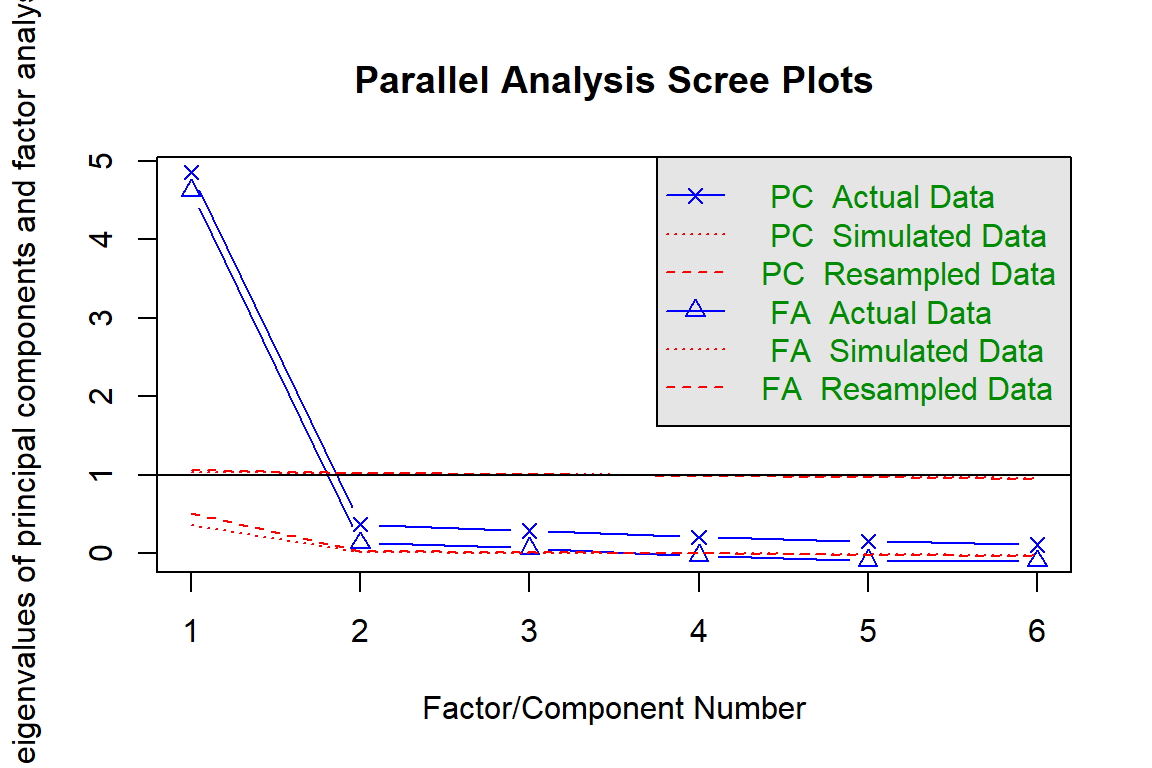 Parallel Analysis Scree Plots
eigenvalues of principal components and factor analys
5
4
3
2
1
0
PC Actual Data
PC Simulated Data
PC Resampled Data
FA Actual Data
FA Simulated Data
FA Resampled Data
1 2 3 4 5 6
Factor/Component Number